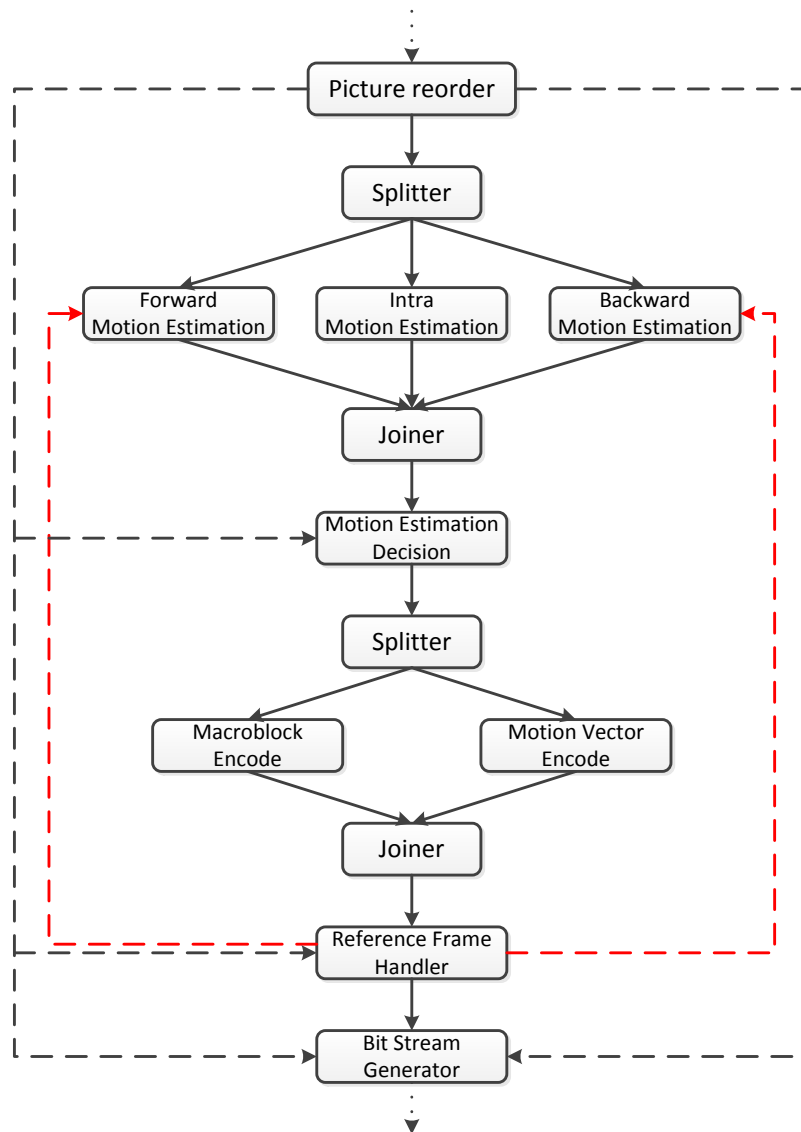 Picture reorder
Splitter
Forward
Motion Estimation
Intra
Motion Estimation
Backward
Motion Estimation
Joiner
Motion Estimation
Decision
Splitter
Macroblock
Encode
Motion Vector
Encode
Joiner
Reference Frame
Handler
Bit Stream
Generator